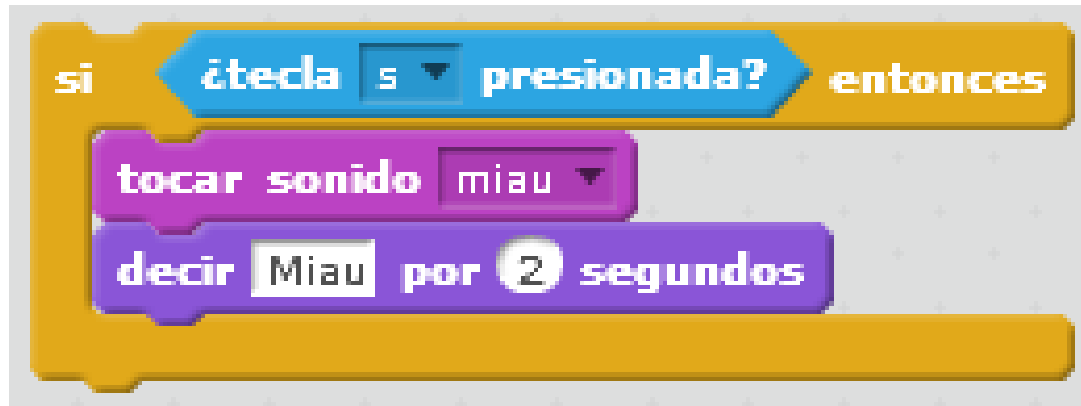 si ¿tecla s presionada? entonces
tocar sonido miau
decir Miau por 2 segundos